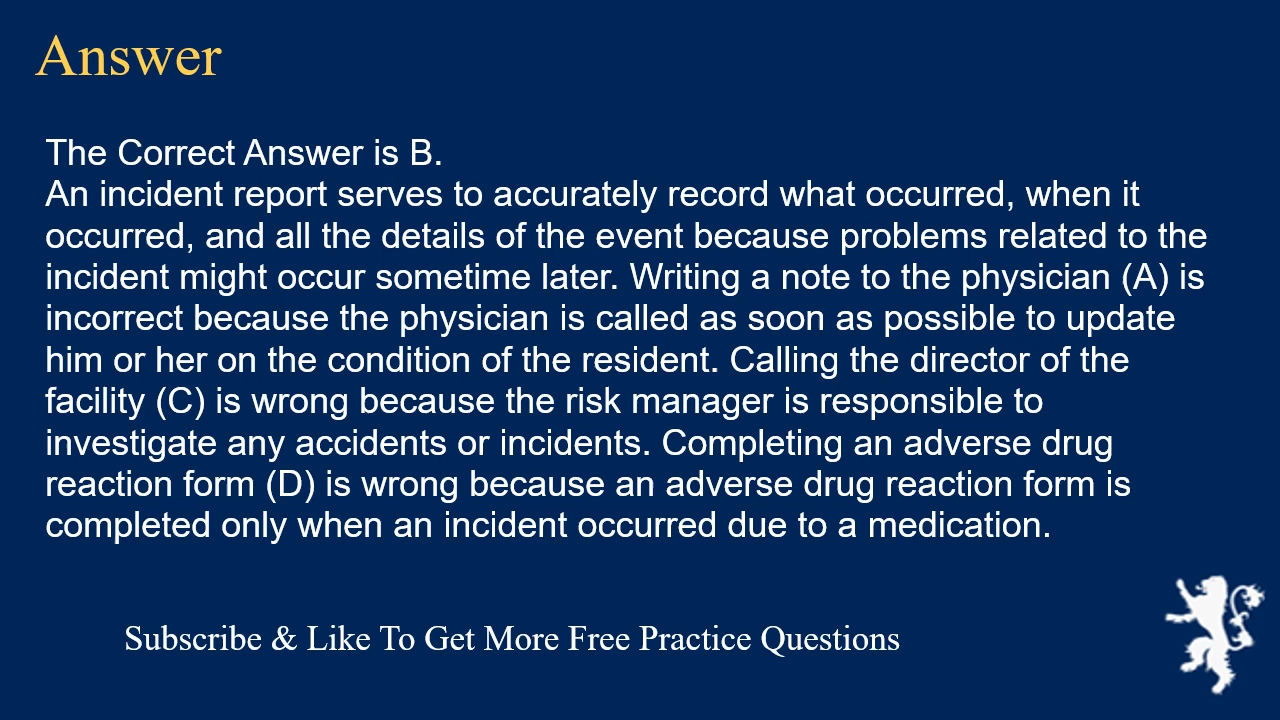 Answer
The Correct Answer is B.
An incident report serves to accurately record what occurred, when it
occurred, and all the details of the event because problems related to the
incident might occur sometime later. Writing a note to the physician (A) is
incorrect because the physician is called as soon as possible to update
him or her on the condition of the resident. Calling the director of the
facility (C) is wrong because the risk manager is responsible to
investigate any accidents or incidents. Completing an adverse drug
reaction form (D) is wrong because an adverse drug reaction form is
completed only when an incident occurred due to a medication.
Subscribe & Like To Get More Free Practice Questions